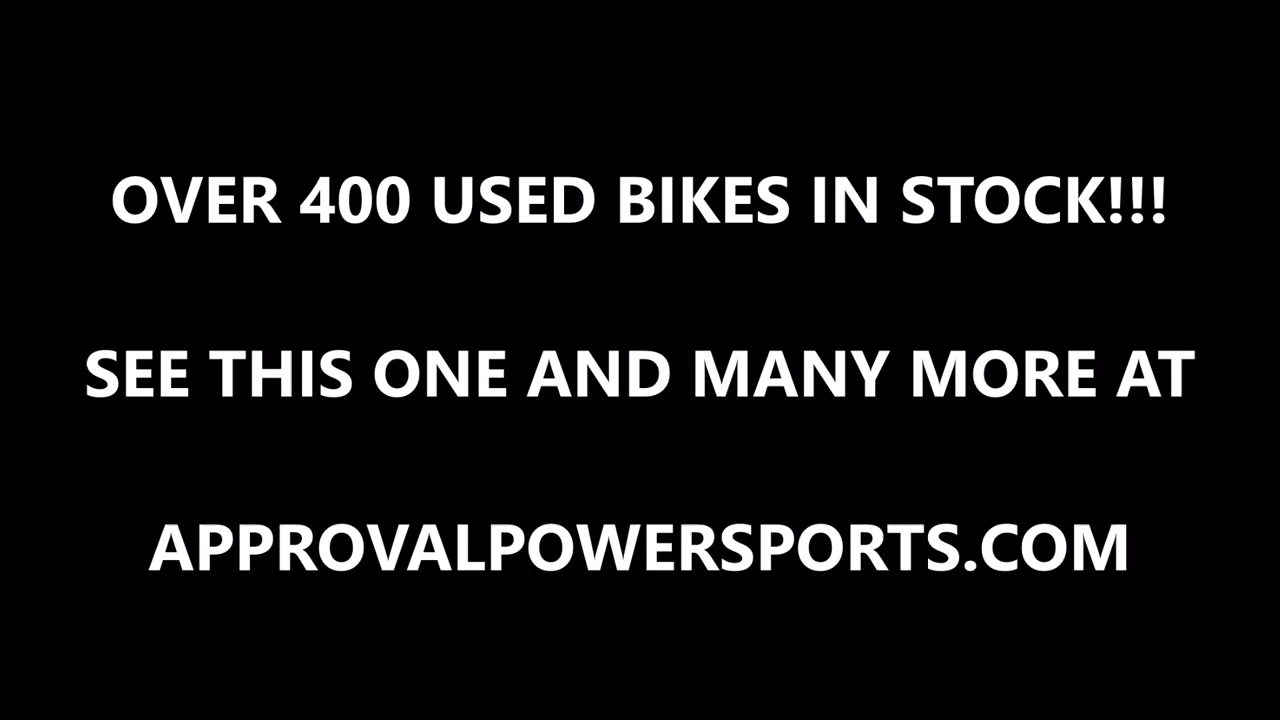 OVER 400 USED BIKES IN STOCK!!!
SEE THIS ONE AND MANY MORE AT
APPROVALPOWERSPORTS.COM